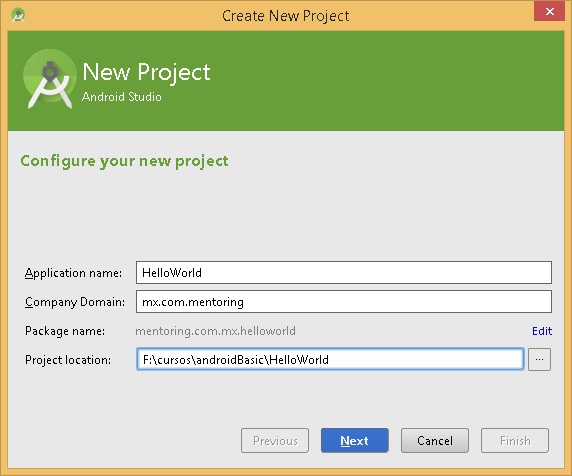 Create New Project
New Project
Android Studio
Configure your new project
Application name: HelloWorld
Company Domain: mx.com.mentoring
Package name: mentoring.com.mx.helloworld Edit
Project location: F:\cursos\androidBasic\HelloWorld ...
Previous Next Cancel Finish